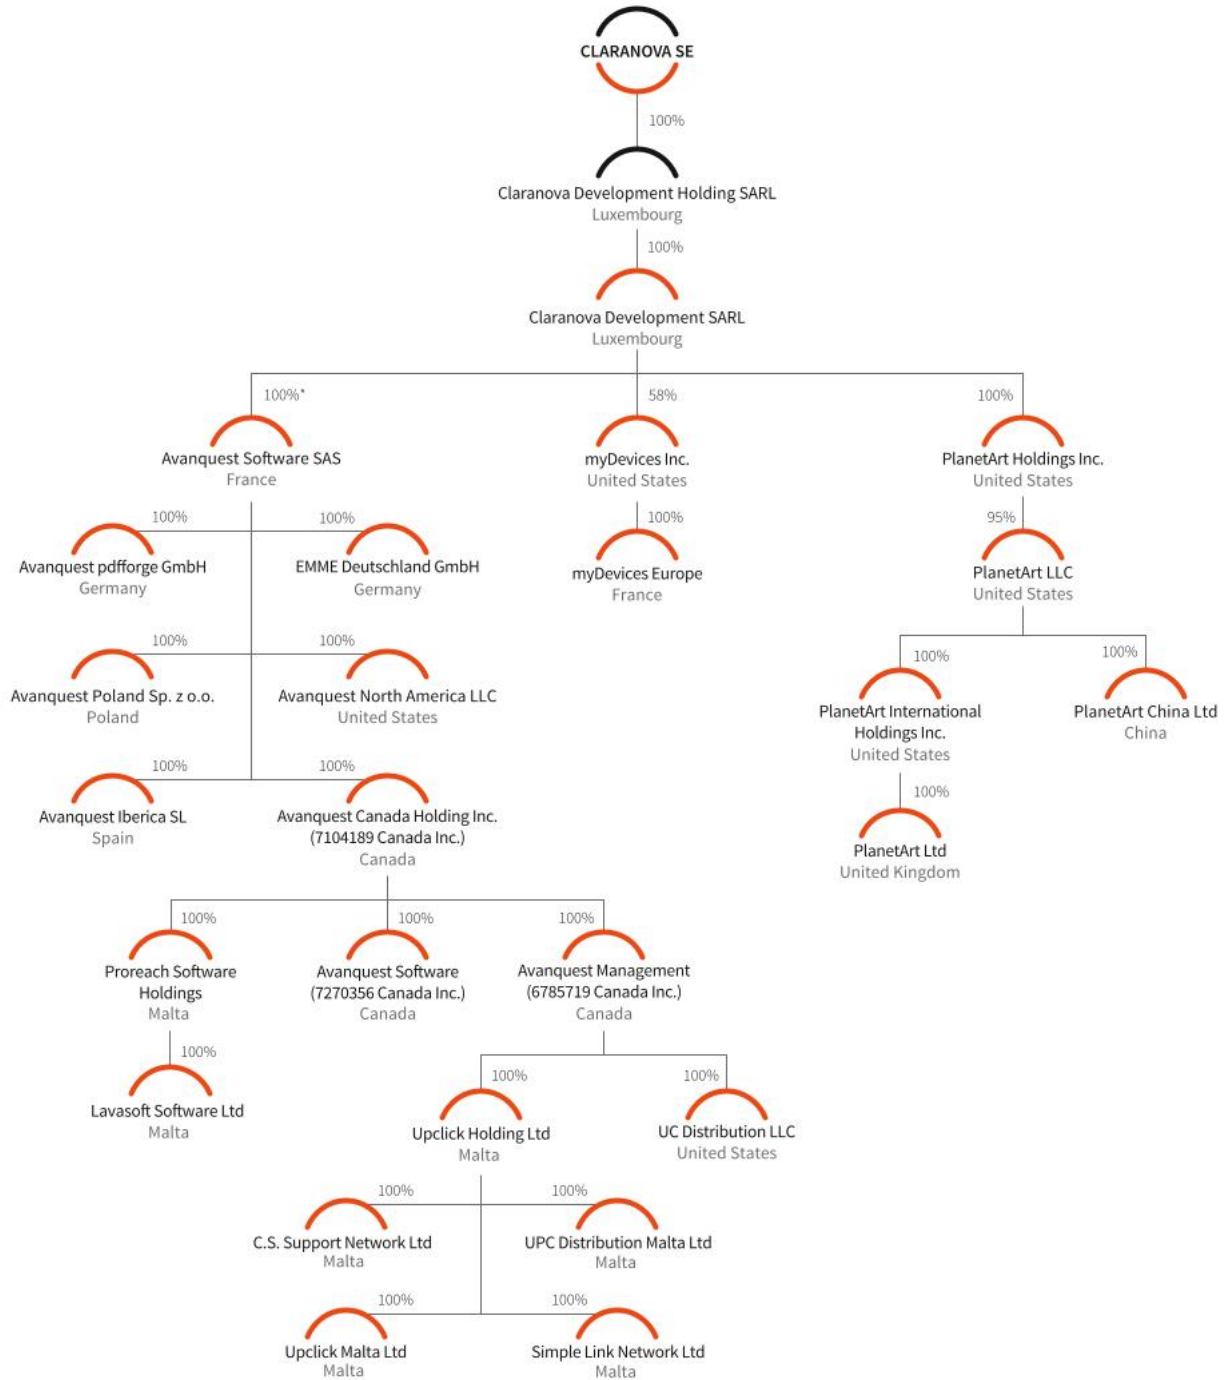 CLARANOVA SE
100%
Claranova Development Holding SARL
Luxembourg
100%
Claranova Development SARL
Luxembourg
100%*
58%
100%
Avanquest Software SAS
France
myDevices Inc.
United States
PlanetArt Holdings Inc.
United States
100%
100%
100%
95%
Avanquest pdfforge GmbH
Germany
EMME Deutschland GmbH
Germany
myDevices Europe
France
PlanetArt LLC
United States
100%
100%
100%
100%
Avanquest Poland Sp. z o.o.
Poland
Avanquest North America LLC
United States
PlanetArt International
Holdings Inc.
United States
PlanetArt China Ltd
China
100%
100%
100%
Avanquest Iberica SL
Spain
Avanquest Canada Holding Inc.
(7104189 Canada Inc.)
Canada
PlanetArt Ltd
United Kingdom
100%
100%
100%
Proreach Software
Holdings
Malta
Avanquest Software
(7270356 Canada Inc.)
Canada
Avanquest Management
(6785719 Canada Inc.)
Canada
100%
100%
100%
Lavasoft Software Ltd
Malta
Upclick Holding Ltd
Malta
UC Distribution LLC
United States
100%
100%
C.S. Support Network Ltd
Malta
UPC Distribution Malta Ltd
Malta
100%
100%
Upclick Malta Ltd
Malta
Simple Link Network Ltd
Malta